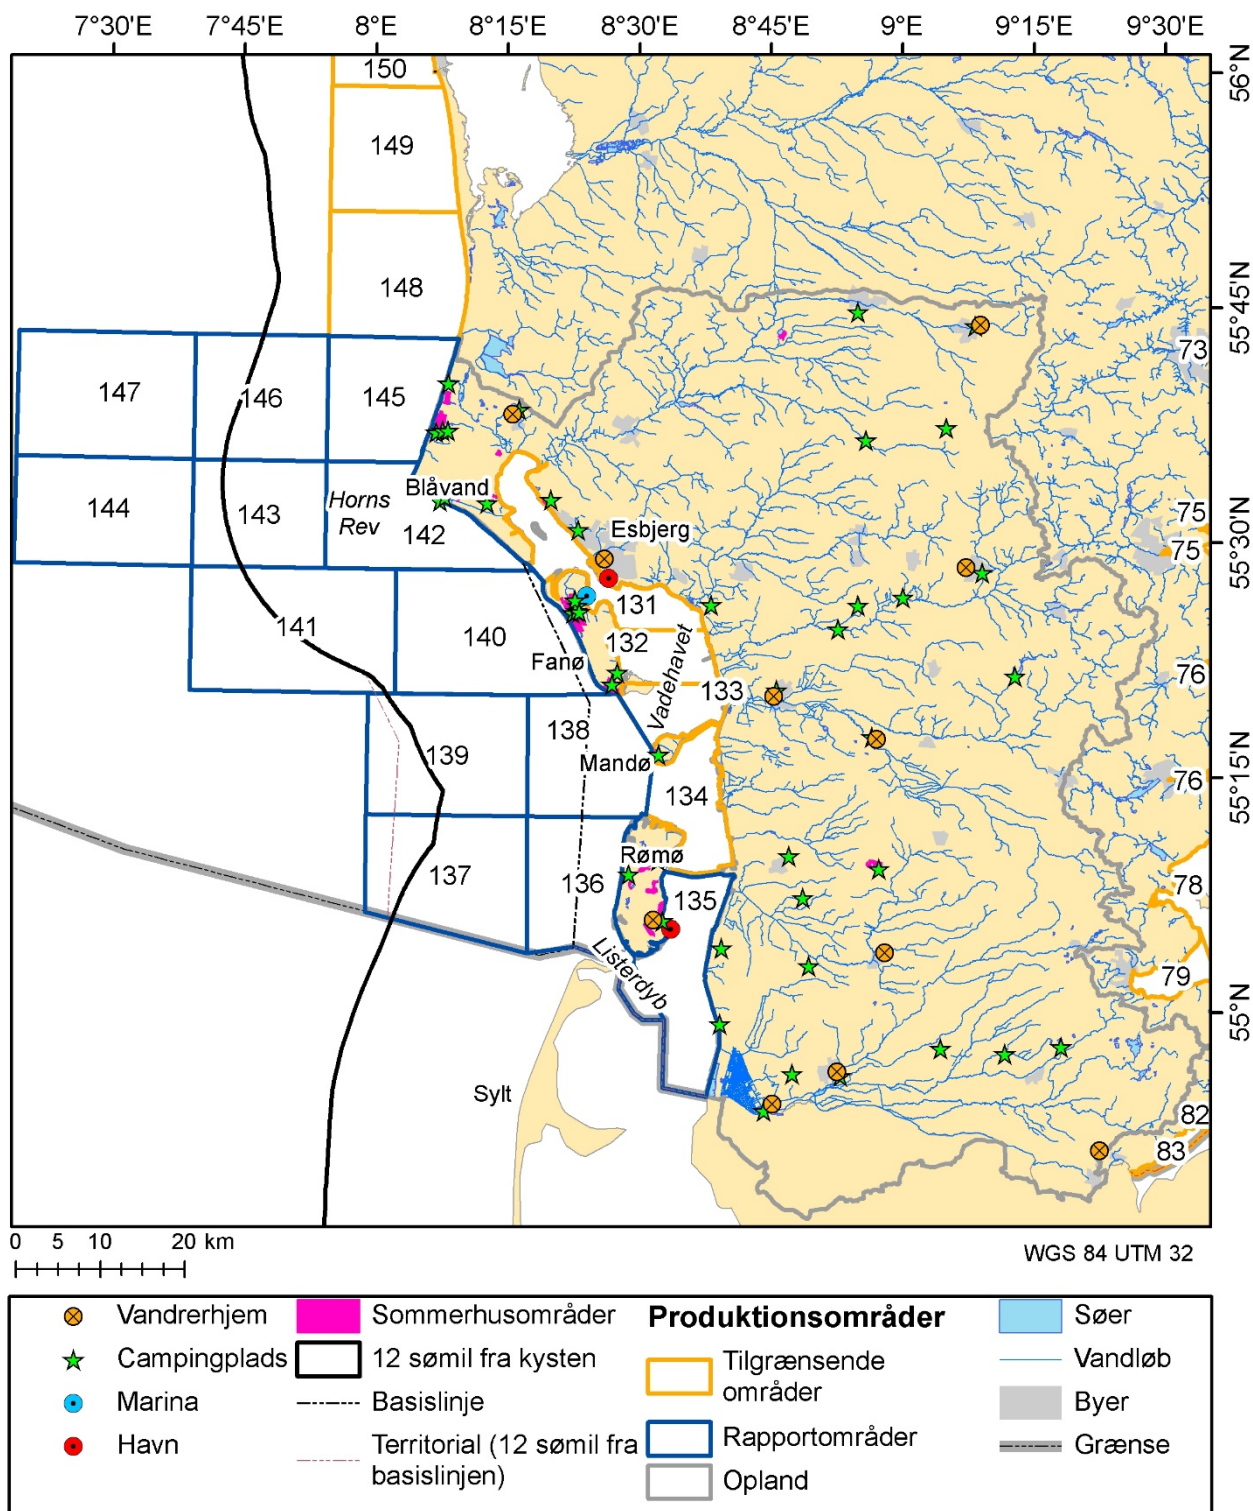 7°30'E 7°45'E 8°E 8°15'E 8°30'E 8°45'E 9°E 9°15'E 9°30'E
56°N
150
149
148
55°45'N
73
147
146
145
Blåvand
144
143
Horns
Rev
142
Esbjerg
75
55°30'N
75
131
141
140
132
Fanø
Vadehavet
133
76
138
139
Mandø
55°15'N
134
76
Rømø
137
136
135
78
Listerdyb
79
55°N
Sylt
82
83
0 5 10 20 km
WGS 84 UTM 32
Vandrerhjem
Campingplads
Marina
Havn
Sommerhusområder
12 sømil fra kysten
Basislinje
Territorial (12 sømil fra
basislinjen)
Produktionsområder
Tilgrænsende
områder
Rapportområder
Opland
Søer
Vandløb
Byer
Grænse